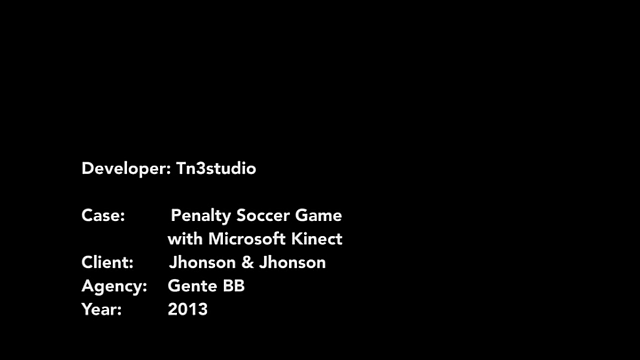 Developer: Tn3studio
Case: Penalty Soccer Game
with Microsoft Kinect
Client: Jhonson & Jhonson
Agency: Gente BB
Year: 2013